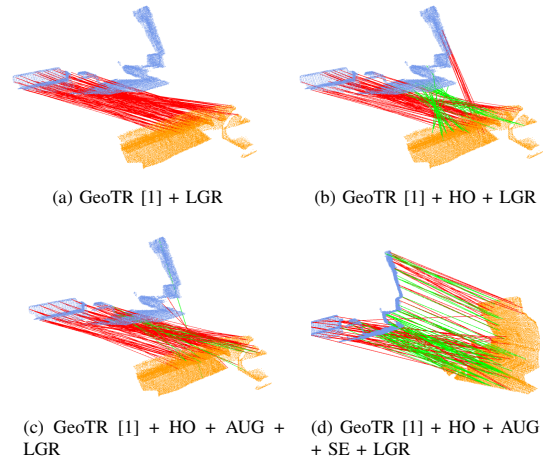 (a) GeoTR [1] + LGR
(b) GeoTR [1] + HO + LGR
(c) GeoTR [1] + HO + AUG +
LGR
(d) GeoTR [1] + HO + AUG
+ SE + LGR